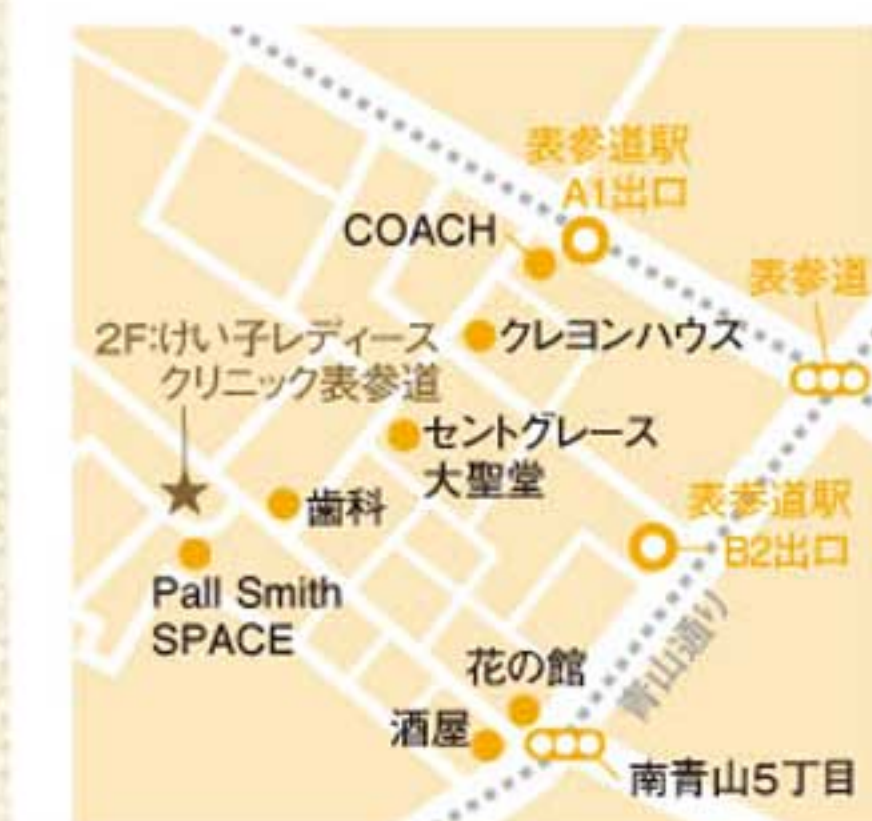 表参道駅
A1出口
COACH
表参道
2F:けい子レディース
クリニック表参道
クレヨンハウス
セントグレース
大聖堂
歯科
表参道駅
B2出口
Pall Smith
SPACE
青山通り
花の館
酒屋
南青山5丁目